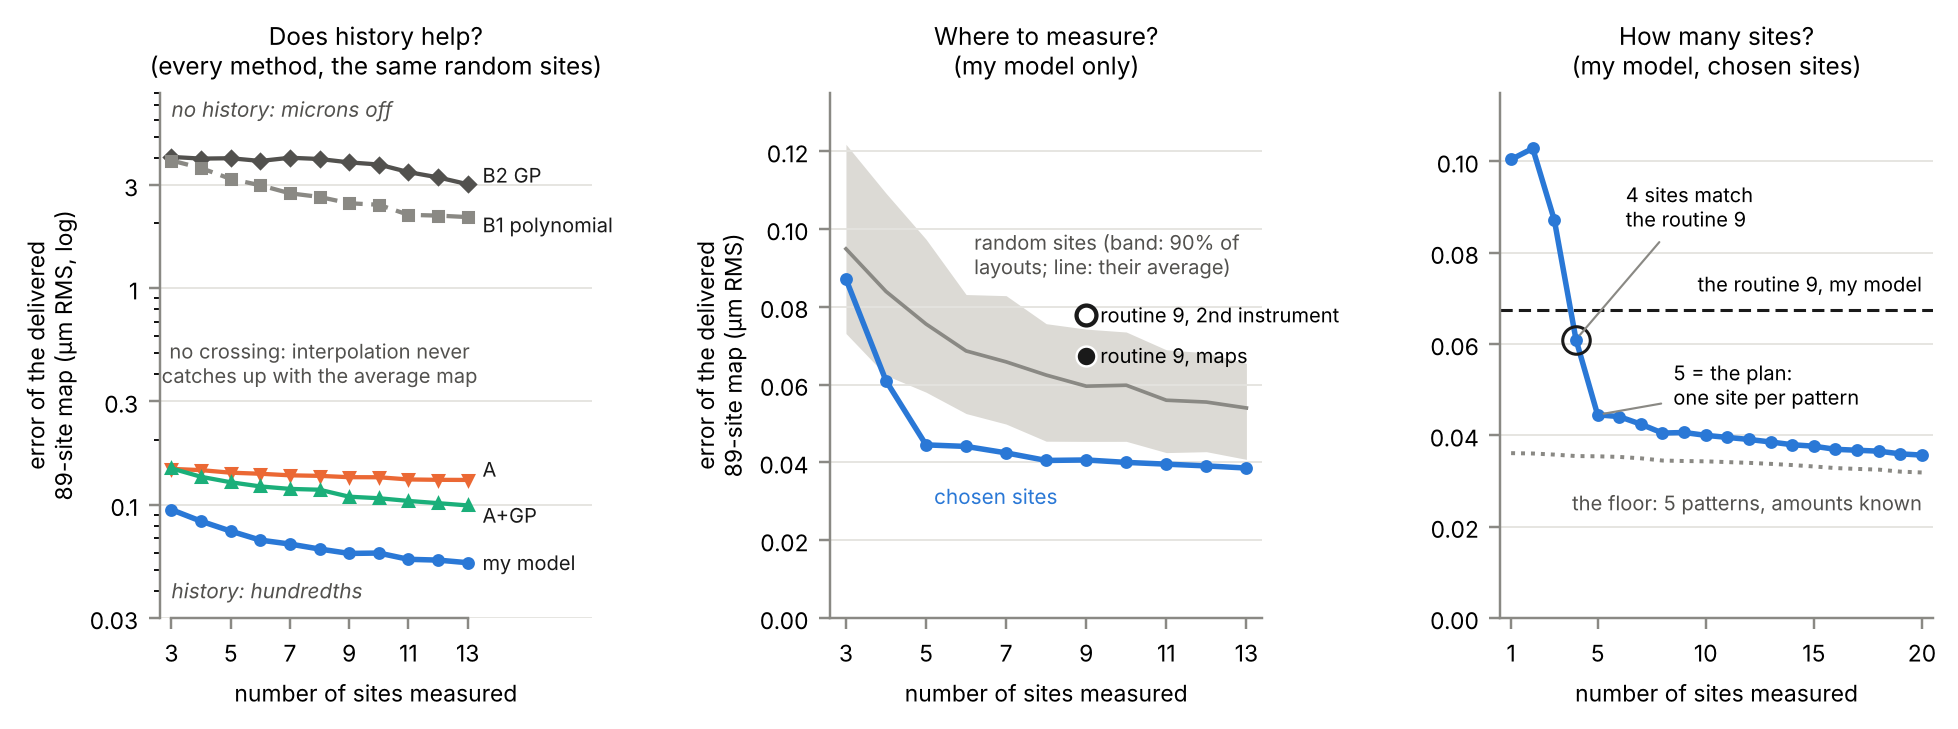 Does history help?
(every method, the same random sites)
no history: microns off
B2 GP
B1 polynomial
no crossing: interpolation never
catches up with the average map
A
A+GP
my model
history: hundredths
3
1
0.3
0.1
0.03
3
5
7
9
11
13
number of sites measured
error of the delivered
89-site map (µm RMS, log)
Where to measure?
(my model only)
random sites (band: 90% of
layouts; line: their average)
routine 9, 2nd instrument
routine 9, maps
chosen sites
0.12
0.10
0.08
0.06
0.04
0.02
0.00
3
5
7
9
11
13
number of sites measured
error of the delivered
89-site map (µm RMS)
How many sites?
(my model, chosen sites)
4 sites match
the routine 9
the routine 9, my model
5 = the plan:
one site per pattern
the floor: 5 patterns, amounts known
0.10
0.08
0.06
0.04
0.02
0.00
1
5
10
15
20
number of sites measured